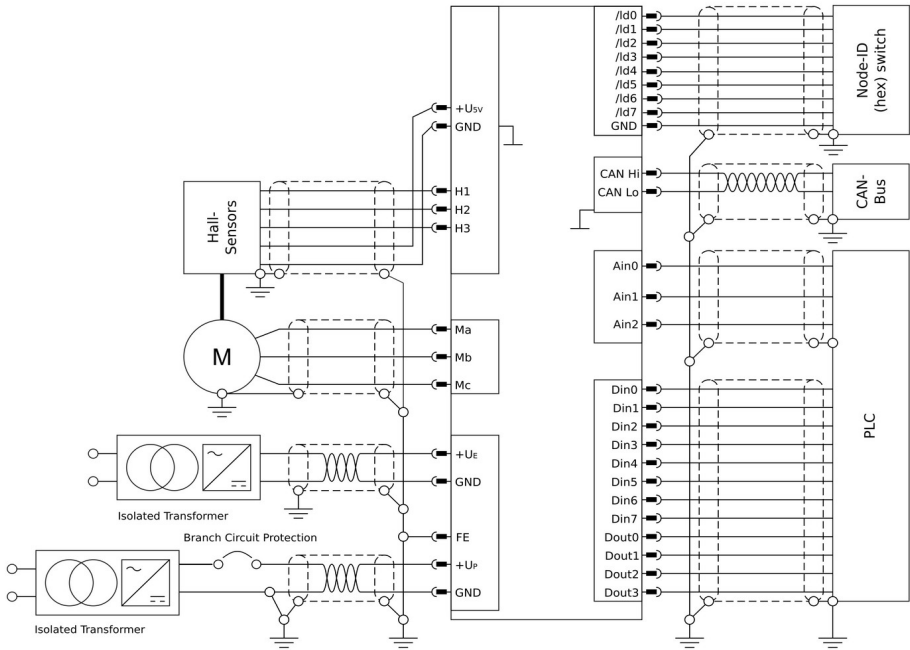 /Id0
/Id1
/Id2
/Id3
/Id4
/Id5
/Id6
/Id7
GND
Node-ID
(hex) switch
+U5V
GND
CAN Hi
CAN Lo
CAN-
Bus
Hall-
Sensors
H1
H2
H3
Ain0
Ain1
Ain2
M
Ma
Mb
Mc
Din0
Din1
Din2
Din3
Din4
Din5
Din6
Din7
Dout0
Dout1
Dout2
Dout3
PLC
+UE
GND
Isolated Transformer
Branch Circuit Protection
FE
+UP
GND
Isolated Transformer